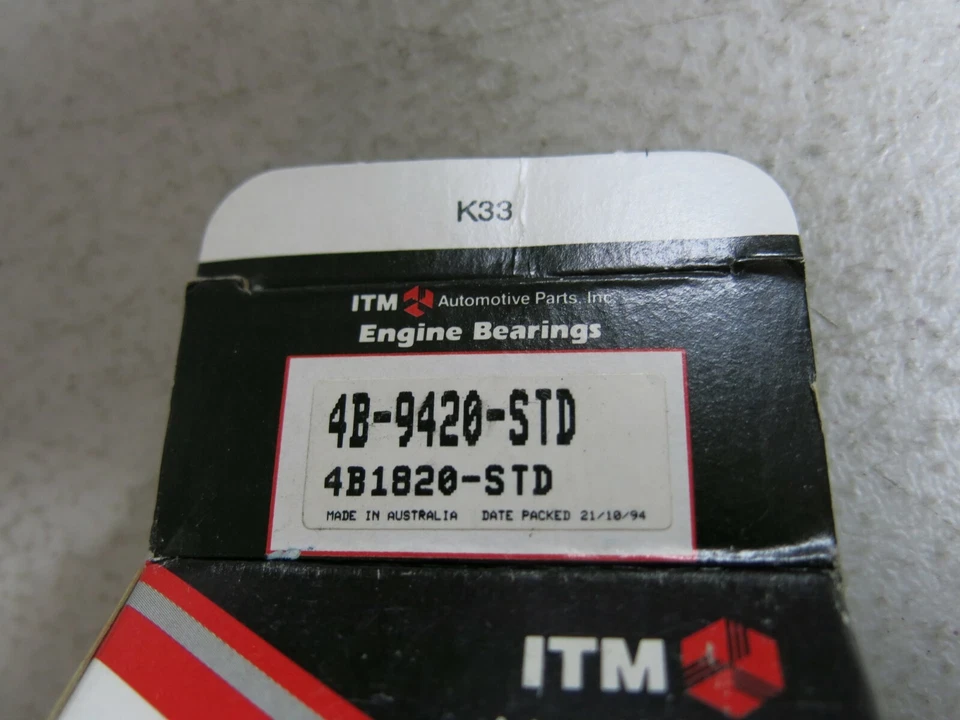 K33
ITM Automotive Parts, Inc.
Engine Bearings
4B-9420-STD
4B1820-STD
MADE IN AUSTRALIA DATE PACKED 21/10/94
ITM